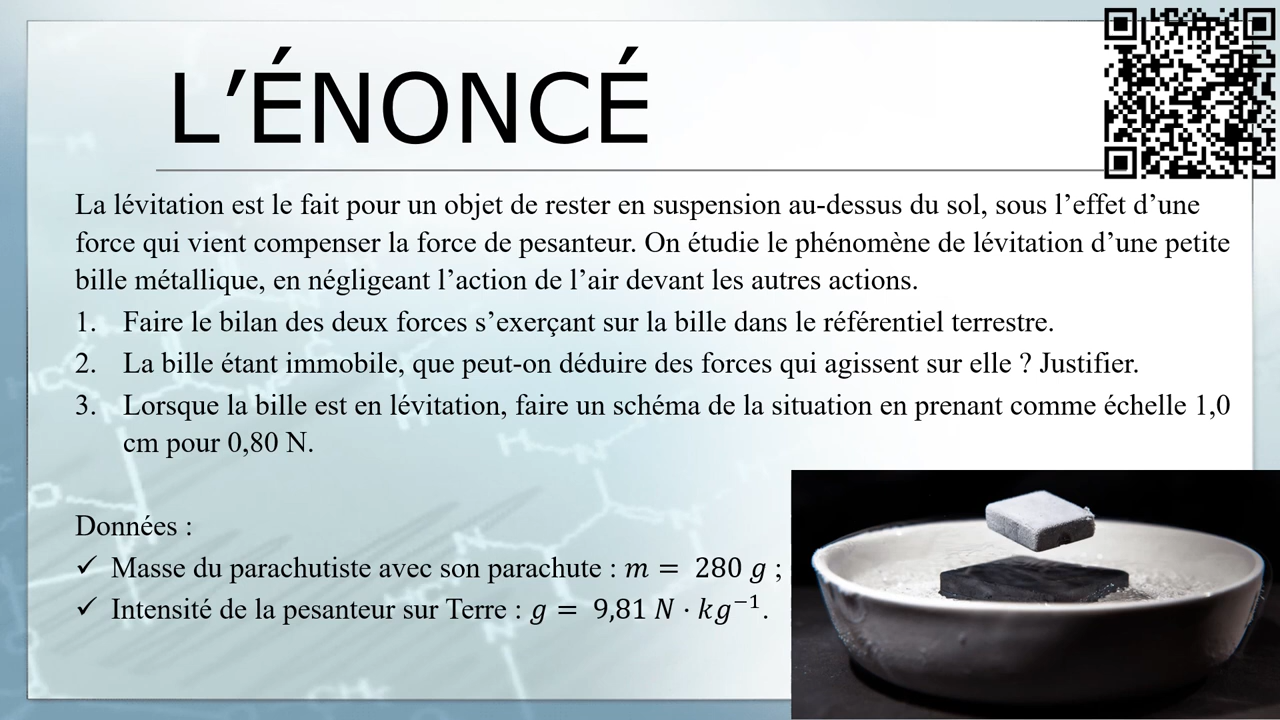 L’ÉNONCÉ
La lévitation est le fait pour un objet de rester en suspension au-dessus du sol, sous l’effet d’une
force qui vient compenser la force de pesanteur. On étudie le phénomène de lévitation d’une petite
bille métallique, en négligeant l’action de l’air devant les autres actions.
1. Faire le bilan des deux forces s’exerçant sur la bille dans le référentiel terrestre.
2. La bille étant immobile, que peut-on déduire des forces qui agissent sur elle ? Justifier.
3. Lorsque la bille est en lévitation, faire un schéma de la situation en prenant comme échelle 1,0
cm pour 0,80 N.
Données :
✓ Masse du parachutiste avec son parachute : m = 280 g ;
✓ Intensité de la pesanteur sur Terre : g = 9,81 N · kg⁻¹.